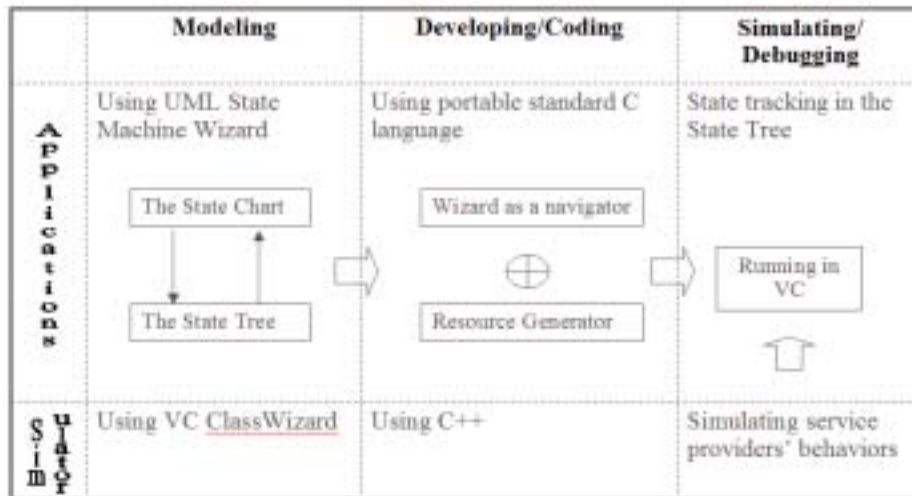 Modeling
Developing/Coding
Simulating/
Debugging
Applications
Using UML State
Machine Wizard
The State Chart
The State Tree
Using portable standard C
language
Wizard as a navigator
Resource Generator
State tracking in the
State Tree
Running in
VC
Simulator
Using VC ClassWizard
Using C++
Simulating service
providers' behaviors